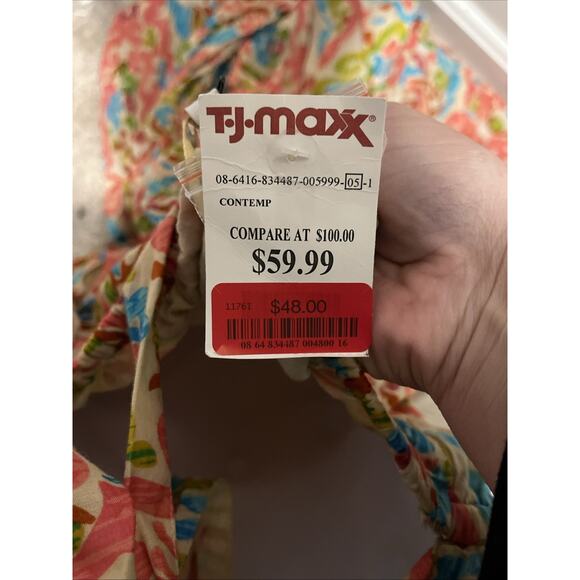 T·J·maxx®
08-6416-834487-005999-05-1
CONTEMP
COMPARE AT $100.00
$59.99
1176T $48.00
08 64 834487 004800 16